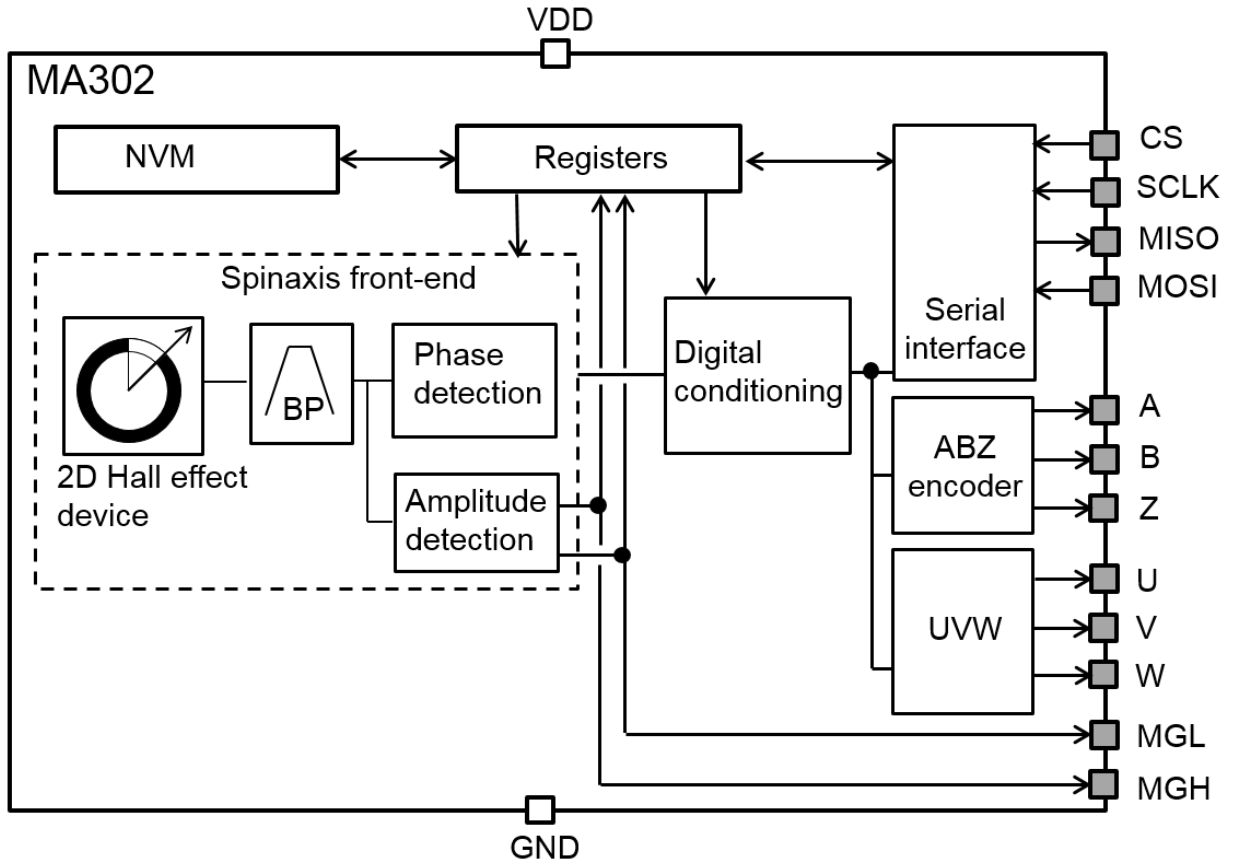 VDD
MA302
NVM
Registers
CS
SCLK
MISO
MOSI
Serial
interface
Spinaxis front-end
BP
Phase
detection
Digital
conditioning
2D Hall effect
device
Amplitude
detection
ABZ
encoder
A
B
Z
UVW
U
V
W
MGL
MGH
GND